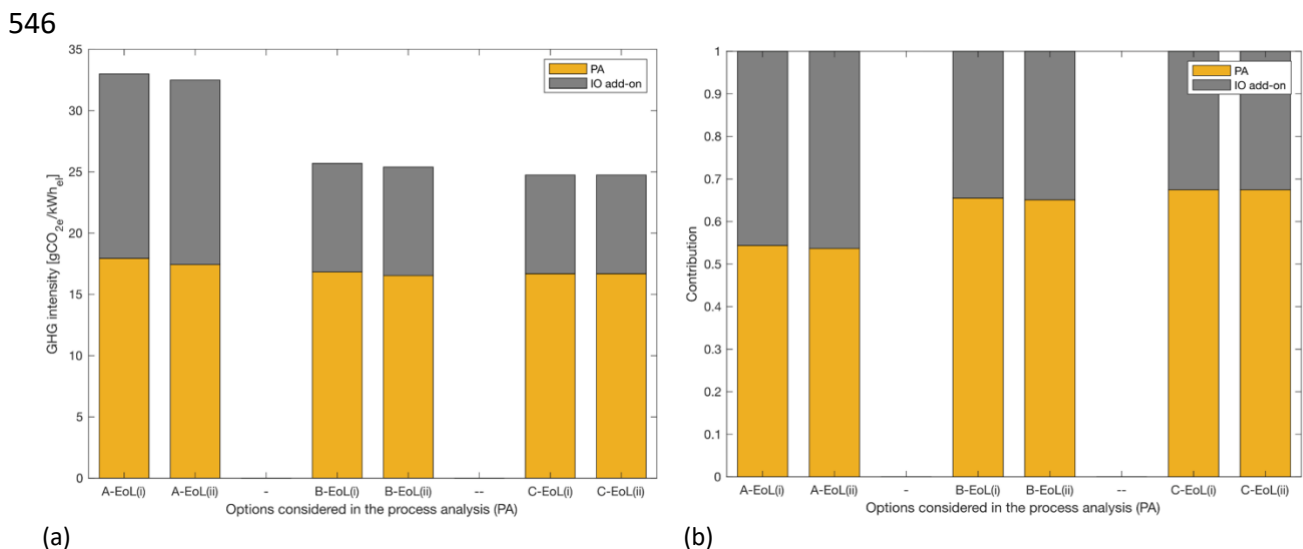 546
35
30
25
20
15
10
5
0
GHG intensity [gCO2e/kWhel]
PA
IO add-on
A-EoL(i) A-EoL(ii) - B-EoL(i) B-EoL(ii) -- C-EoL(i) C-EoL(ii)
Options considered in the process analysis (PA)
(a)
1
0.9
0.8
0.7
0.6
0.5
0.4
0.3
0.2
0.1
0
Contribution
PA
IO add-on
A-EoL(i) A-EoL(ii) - B-EoL(i) B-EoL(ii) -- C-EoL(i) C-EoL(ii)
Options considered in the process analysis (PA)
(b)